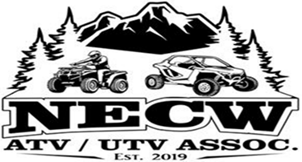 NECW
ATV / UTV ASSOC.
EST. 2019